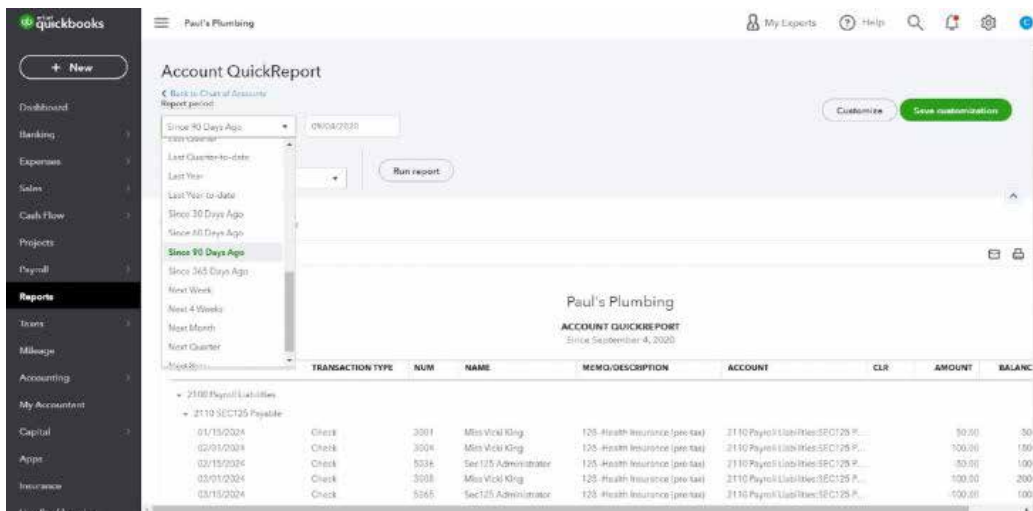 intuit quickbooks
Paul's Plumbing
My Experts
Help
C
+ New
Dashboard
Banking
Expenses
Sales
Cash Flow
Projects
Payroll
Reports
Taxes
Mileage
Accounting
My Accountant
Capital
Apps
Insurance
Account QuickReport
Back to Chart of Accounts
Report period
Since 90 Days Ago
09/04/2020
Customize
Save customization
Last Quarter
Last Quarter-to-date
Last Year
Last Year-to-date
Since 30 Days Ago
Since 60 Days Ago
Since 90 Days Ago
Since 365 Days Ago
Next Week
Next 4 Weeks
Next Month
Next Quarter
Run report
Paul's Plumbing
ACCOUNT QUICKREPORT
Since September 4, 2020
TRANSACTION TYPE NUM NAME MEMO/DESCRIPTION ACCOUNT CLR AMOUNT BALANC
2100 Payroll Liabilities
2110 SEC125 Payable
01/15/2024 Check 3001 Miss Vicki King 125 -Health Insurance (pre-tax) 2110 Payroll Liabilities:SEC125 P... 50.00 -50
02/01/2024 Check 3004 Miss Vicki King 125 -Health Insurance (pre-tax) 2110 Payroll Liabilities:SEC125 P... 100.00 150
02/15/2024 Check 5036 Sec125 Administrator 125 -Health Insurance (pre-tax) 2110 Payroll Liabilities:SEC125 P... -50.00 100
03/01/2024 Check 3008 Miss Vicki King 125 -Health Insurance (pre-tax) 2110 Payroll Liabilities:SEC125 P... 100.00 200
03/15/2024 Check 5265 Sec125 Administrator 125 -Health Insurance (pre-tax) 2110 Payroll Liabilities:SEC125 P... -100.00 100